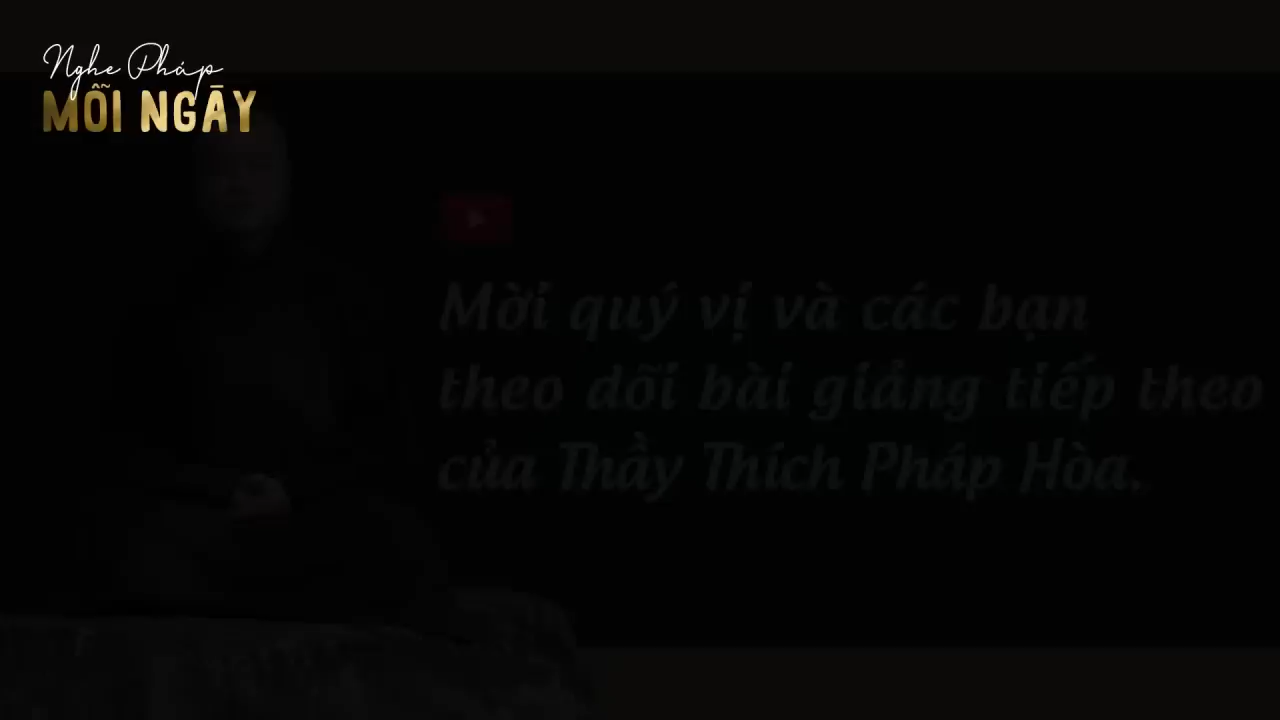 Nghe Pháp
MỖI NGÀY
Mời quý vị và các bạn
theo dõi bài giảng tiếp theo
của Thầy Thích Pháp Hòa.